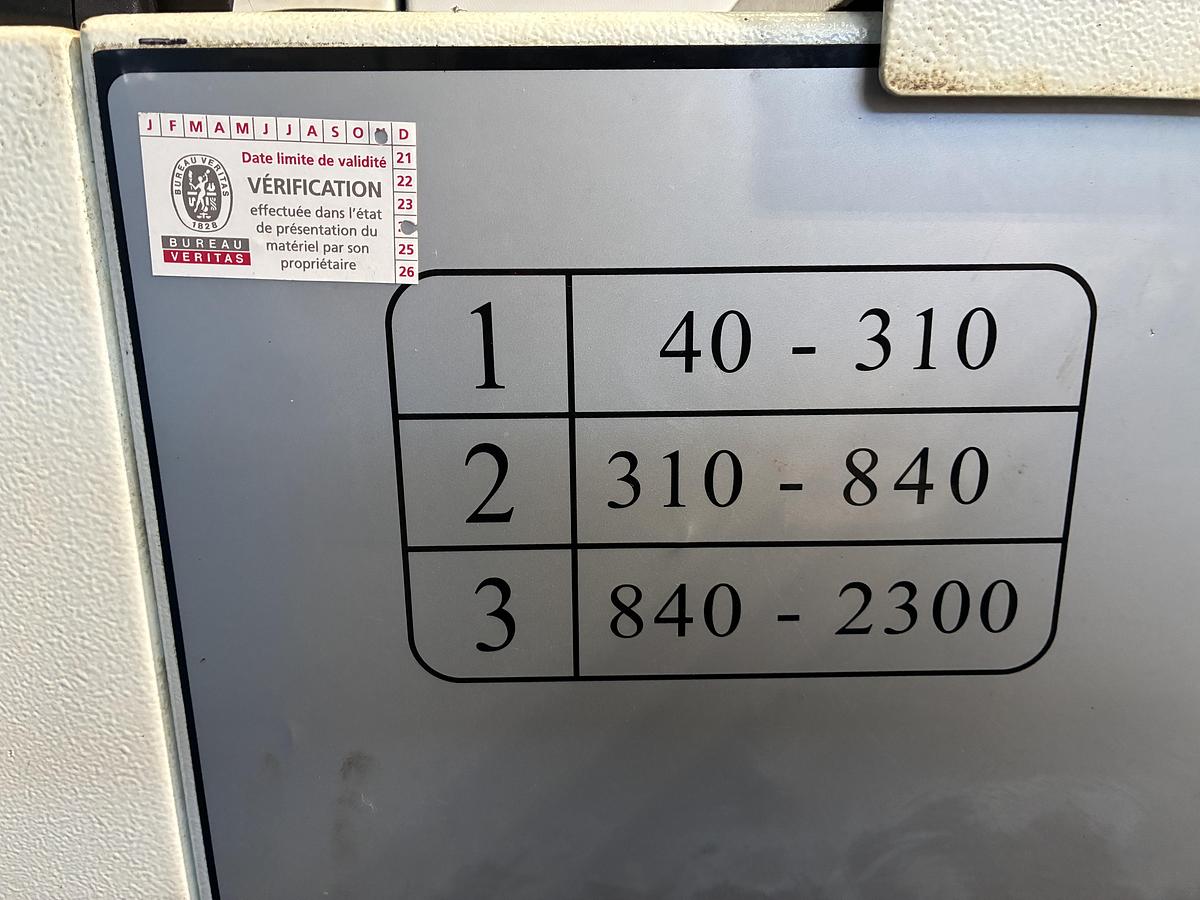 J F M A M J J A S O D
Date limite de validité
VÉRIFICATION
effectuée dans l'état
de présentation du
matériel par son
propriétaire
BUREAU VERITAS
1828
BUREAU
VERITAS
21
22
23
25
26
1 40 - 310
2 310 - 840
3 840 - 2300